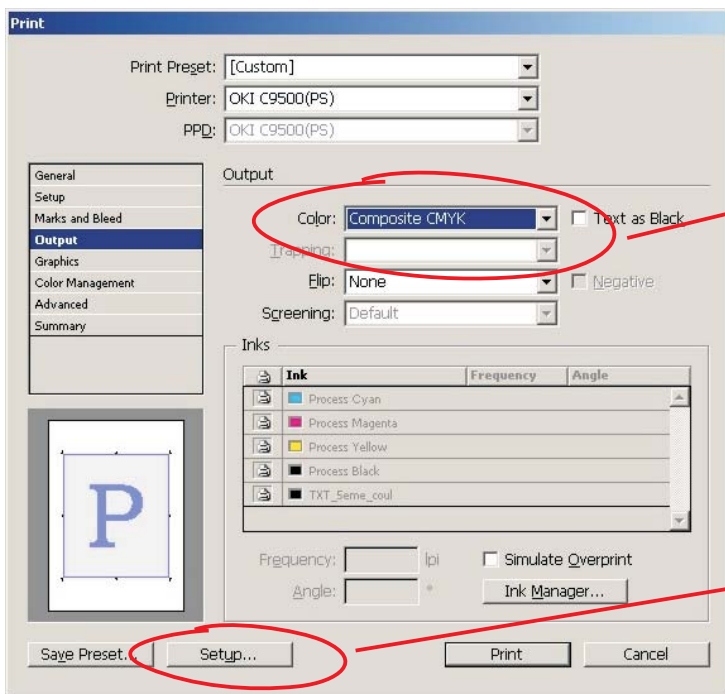 Print
Print Preset: [Custom]
Printer: OKI C9500(PS)
PPD: OKI C9500(PS)
General
Setup
Marks and Bleed
Output
Graphics
Color Management
Advanced
Summary
Output
Color: Composite CMYK Text as Black
Trapping:
Flip: None Negative
Screening: Default
Inks
Ink Frequency Angle
Process Cyan
Process Magenta
Process Yellow
Process Black
TXT_5eme_coul
P
Frequency: lpi Simulate Overprint
Angle: ° Ink Manager...
Save Preset... Setup... Print Cancel